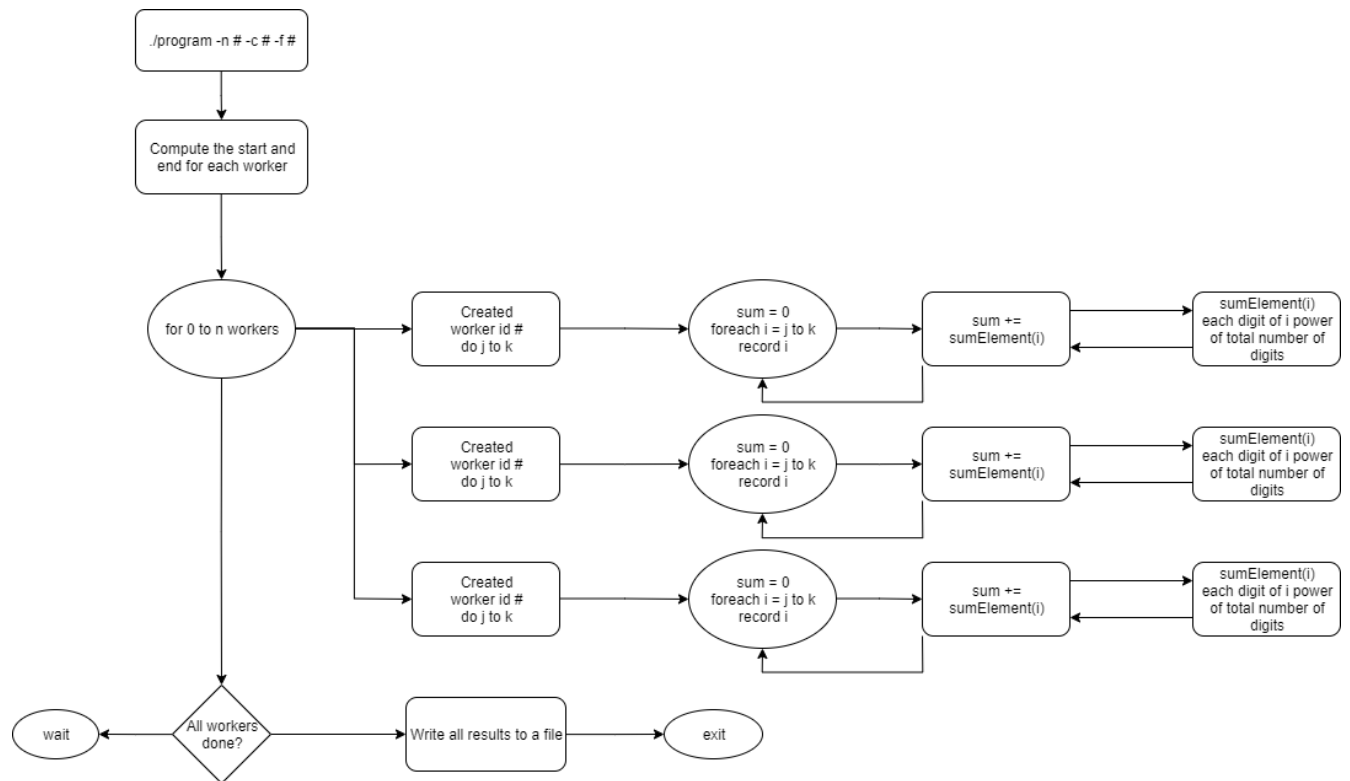 ./program -n # -c # -f #
Compute the start and
end for each worker
for 0 to n workers
Created
worker id #
do j to k
sum = 0
foreach i = j to k
record i
sum +=
sumElement(i)
sumElement(i)
each digit of i power
of total number of
digits
Created
worker id #
do j to k
sum = 0
foreach i = j to k
record i
sum +=
sumElement(i)
sumElement(i)
each digit of i power
of total number of
digits
Created
worker id #
do j to k
sum = 0
foreach i = j to k
record i
sum +=
sumElement(i)
sumElement(i)
each digit of i power
of total number of
digits
wait
All workers
done?
Write all results to a file
exit